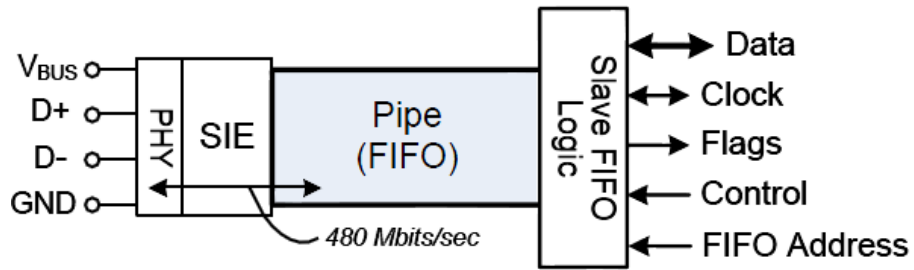 VBUS
D+
D-
GND
PHY
SIE
Pipe
(FIFO)
480 Mbits/sec
Slave FIFO
Logic
Data
Clock
Flags
Control
FIFO Address